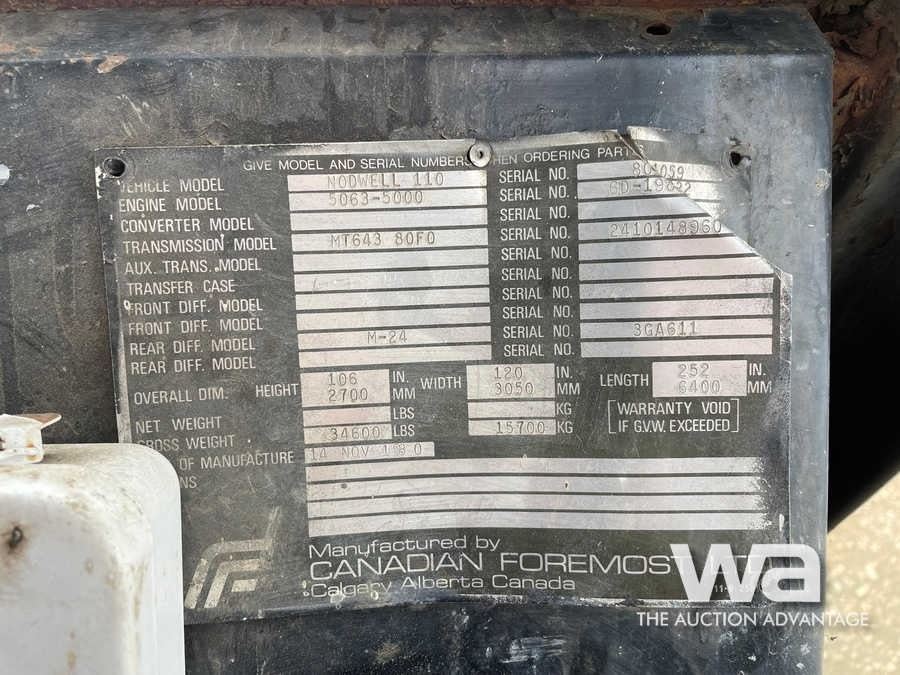 GIVE MODEL AND SERIAL NUMBERS HEN ORDERING PART
VEHICLE MODEL NODWELL 110 SERIAL NO.
ENGINE MODEL 5063-5000 SERIAL NO.
CONVERTER MODEL SERIAL NO.
TRANSMISSION MODEL MT643 80F0 SERIAL NO. 2410148960
AUX. TRANS. MODEL SERIAL NO.
TRANSFER CASE SERIAL NO.
FRONT DIFF. MODEL SERIAL NO.
FRONT DIFF. MODEL SERIAL NO.
REAR DIFF. MODEL M-24 SERIAL NO. 3GA611
REAR DIFF. MODEL SERIAL NO.
OVERALL DIM. HEIGHT 106 IN. WIDTH 120 IN. LENGTH 252 IN.
2700 MM 3050 MM 6400 MM
NET WEIGHT LBS KG [WARRANTY VOID
GROSS WEIGHT 34600 LBS 15700 KG IF G.V.W. EXCEEDED]
OF MANUFACTURE 14 NOV
NS
Manufactured by
CANADIAN FOREMOST
Calgary Alberta Canada
wa
THE AUCTION ADVANTAGE